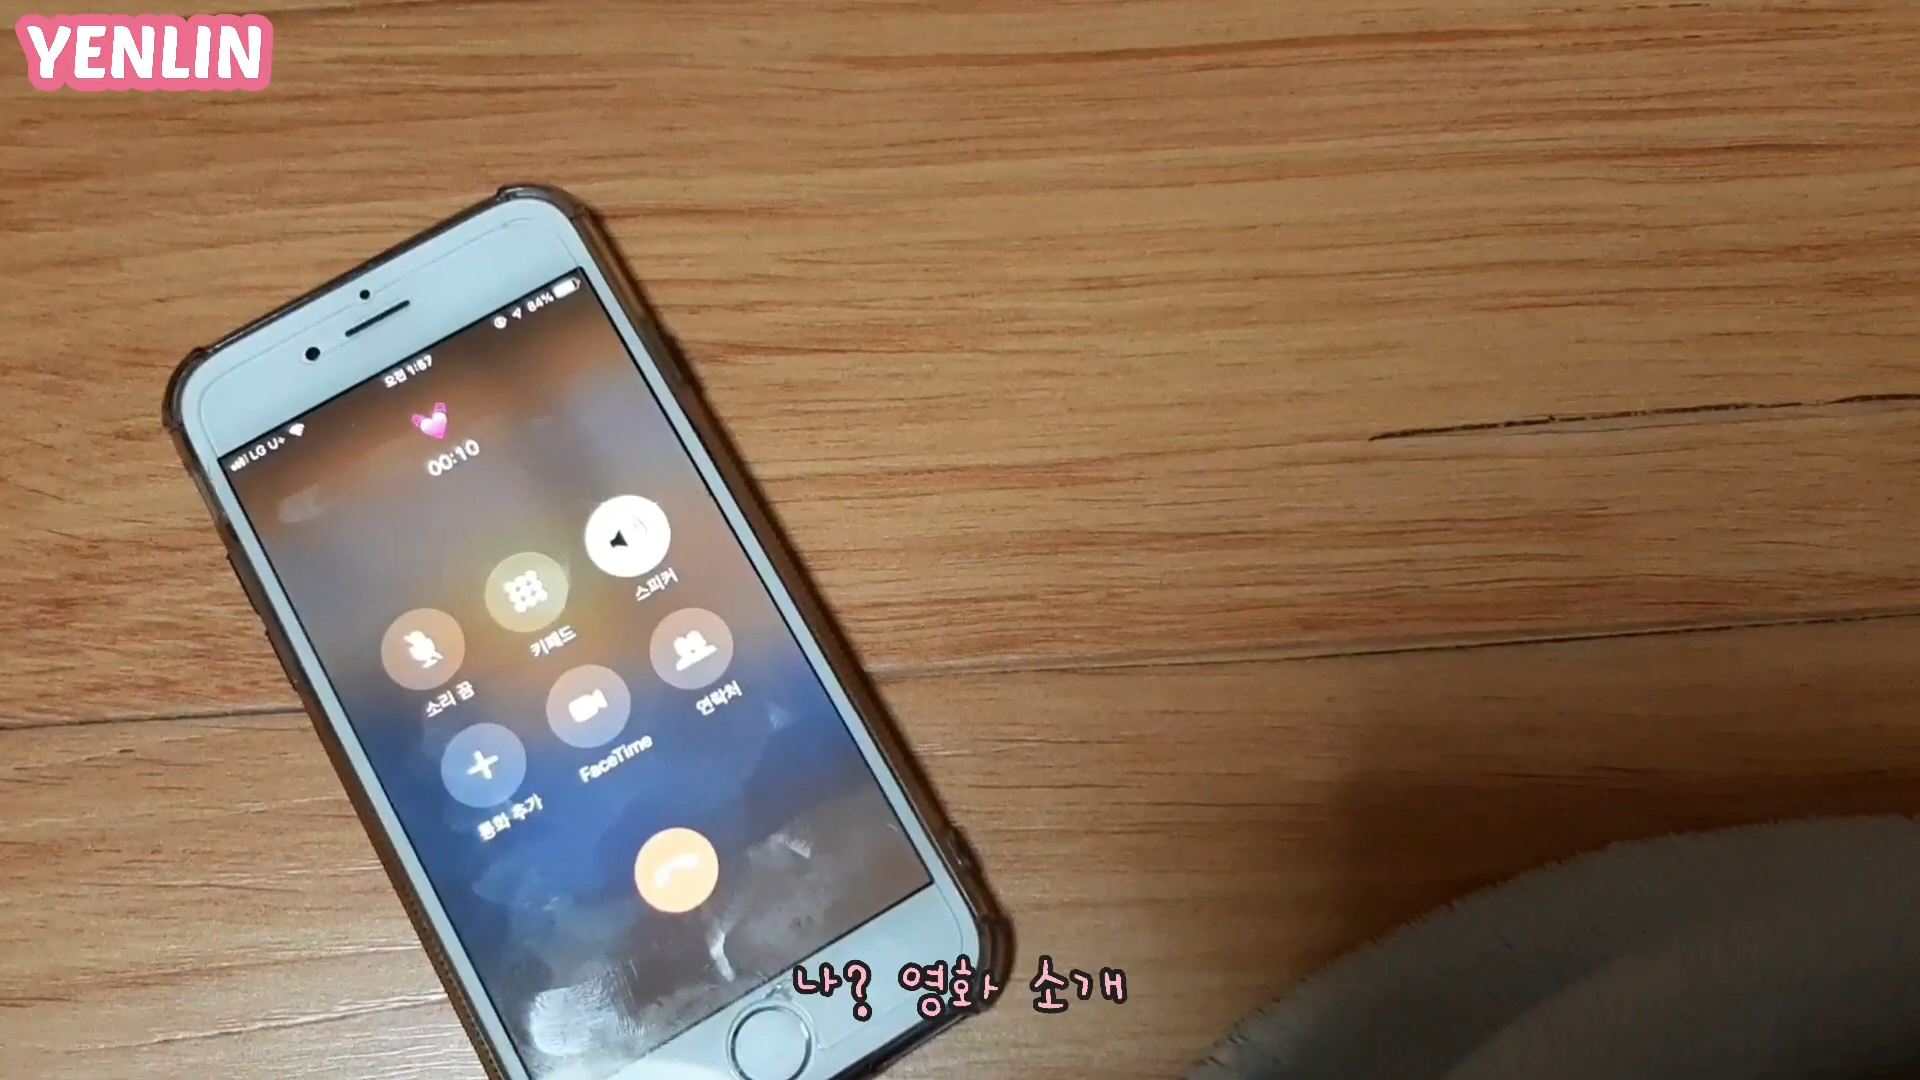 YENLIN
LG U+
오전 1:57
84%
00:10
소리 끔
키패드
스피커
통화 추가
FaceTime
연락처
나? 영화 소개